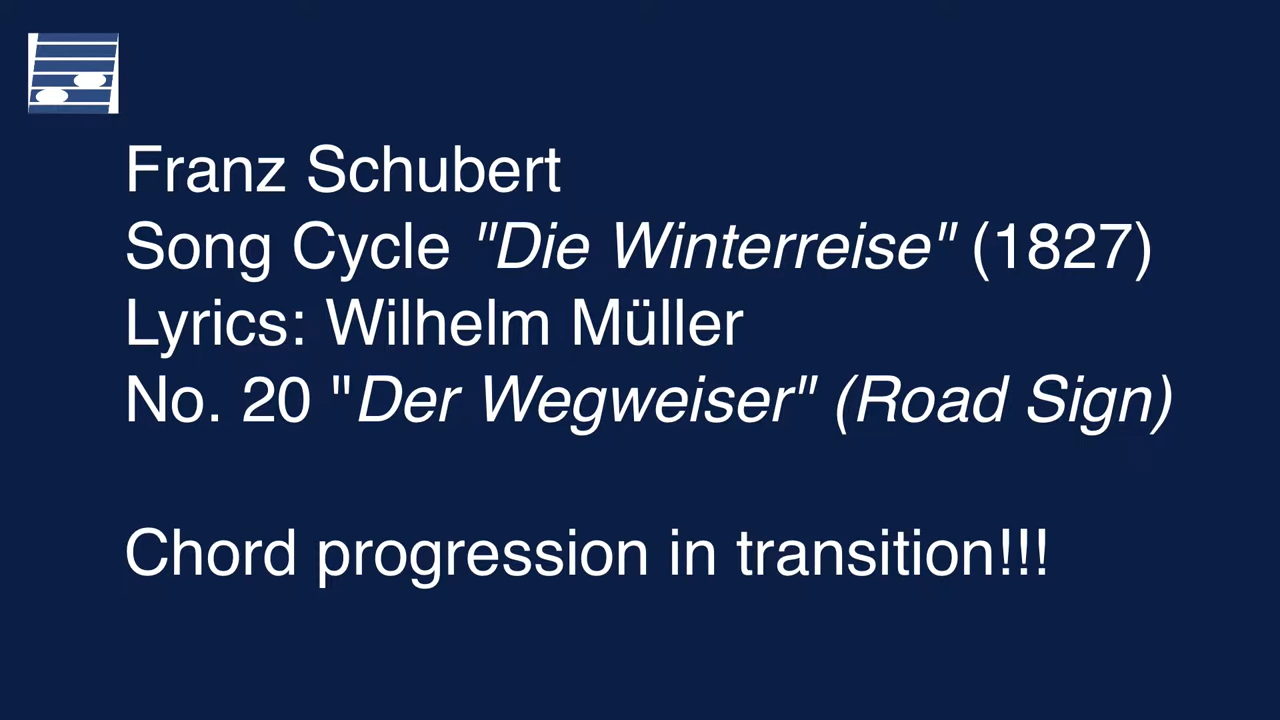 Franz Schubert
Song Cycle "Die Winterreise" (1827)
Lyrics: Wilhelm Müller
No. 20 "Der Wegweiser" (Road Sign)
Chord progression in transition!!!